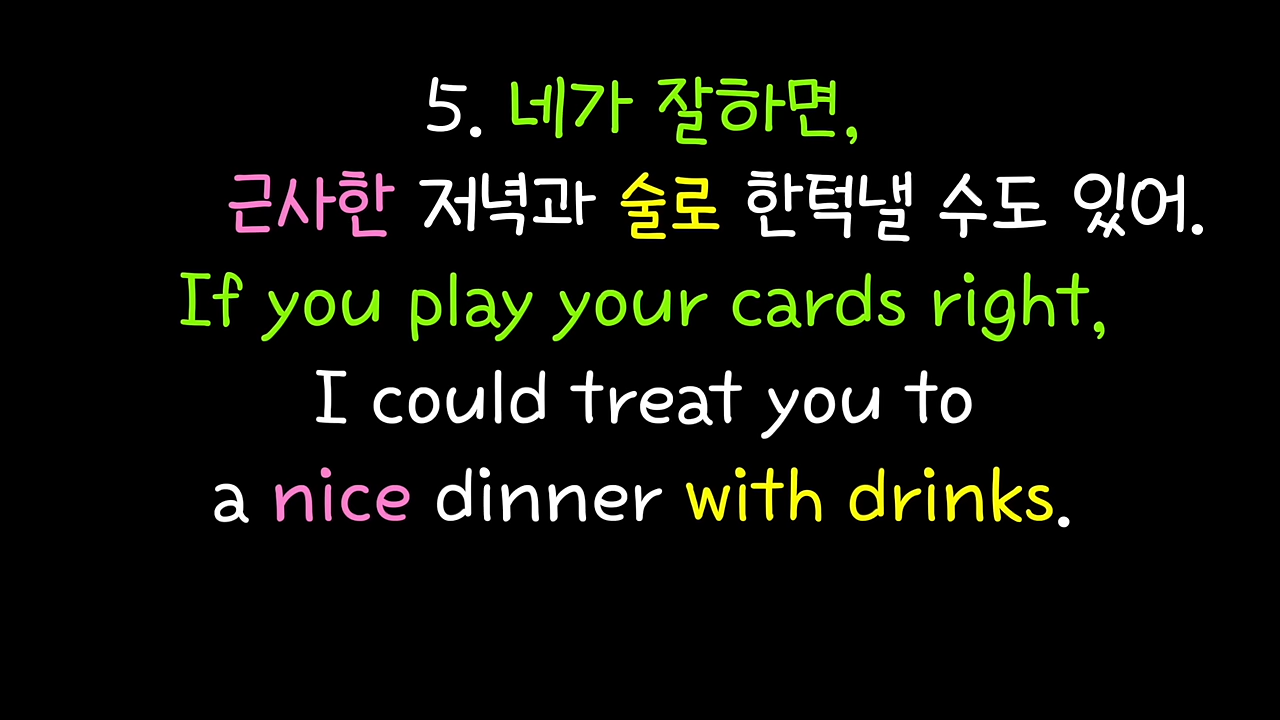 5. 네가 잘하면,
근사한 저녁과 술로 한턱낼 수도 있어.
If you play your cards right,
I could treat you to
a nice dinner with drinks.